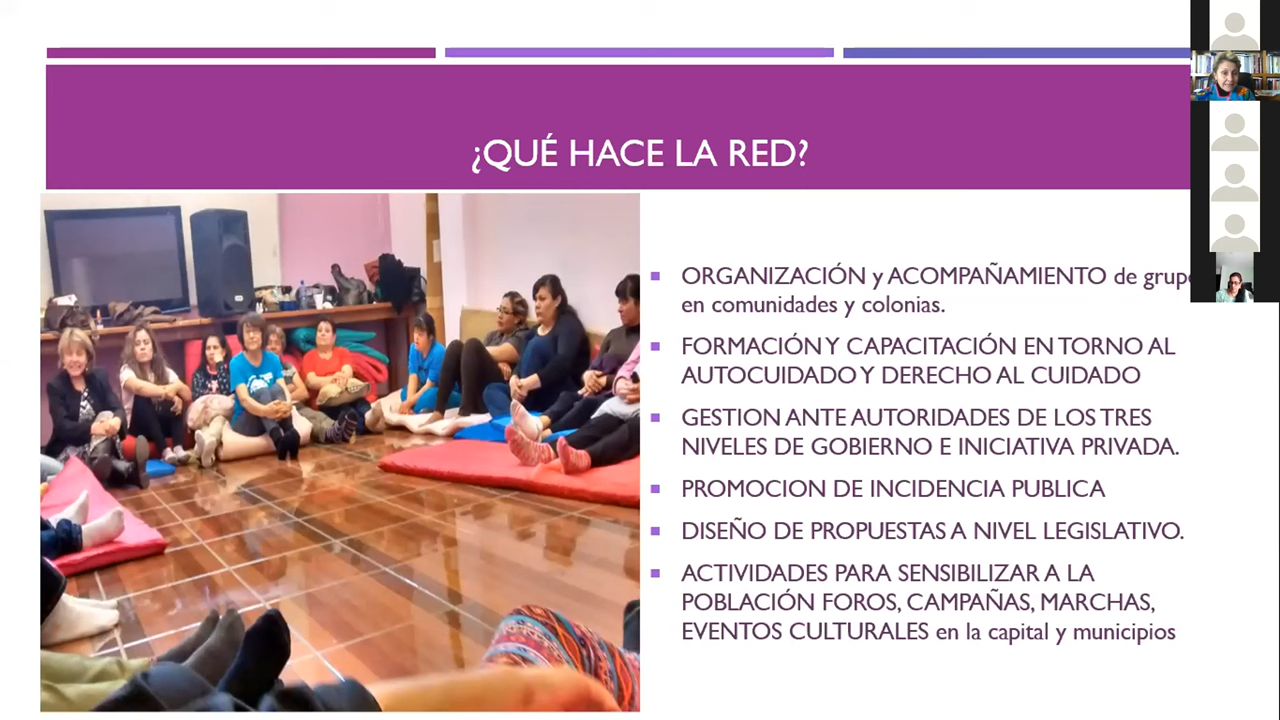 ¿QUÉ HACE LA RED?
ORGANIZACIÓN y ACOMPAÑAMIENTO de grup
en comunidades y colonias.
FORMACIÓN Y CAPACITACIÓN EN TORNO AL
AUTOCUIDADO Y DERECHO AL CUIDADO
GESTION ANTE AUTORIDADES DE LOS TRES
NIVELES DE GOBIERNO E INICIATIVA PRIVADA.
PROMOCION DE INCIDENCIA PUBLICA
DISEÑO DE PROPUESTAS A NIVEL LEGISLATIVO.
ACTIVIDADES PARA SENSIBILIZAR A LA
POBLACIÓN FOROS, CAMPAÑAS, MARCHAS,
EVENTOS CULTURALES en la capital y municipios